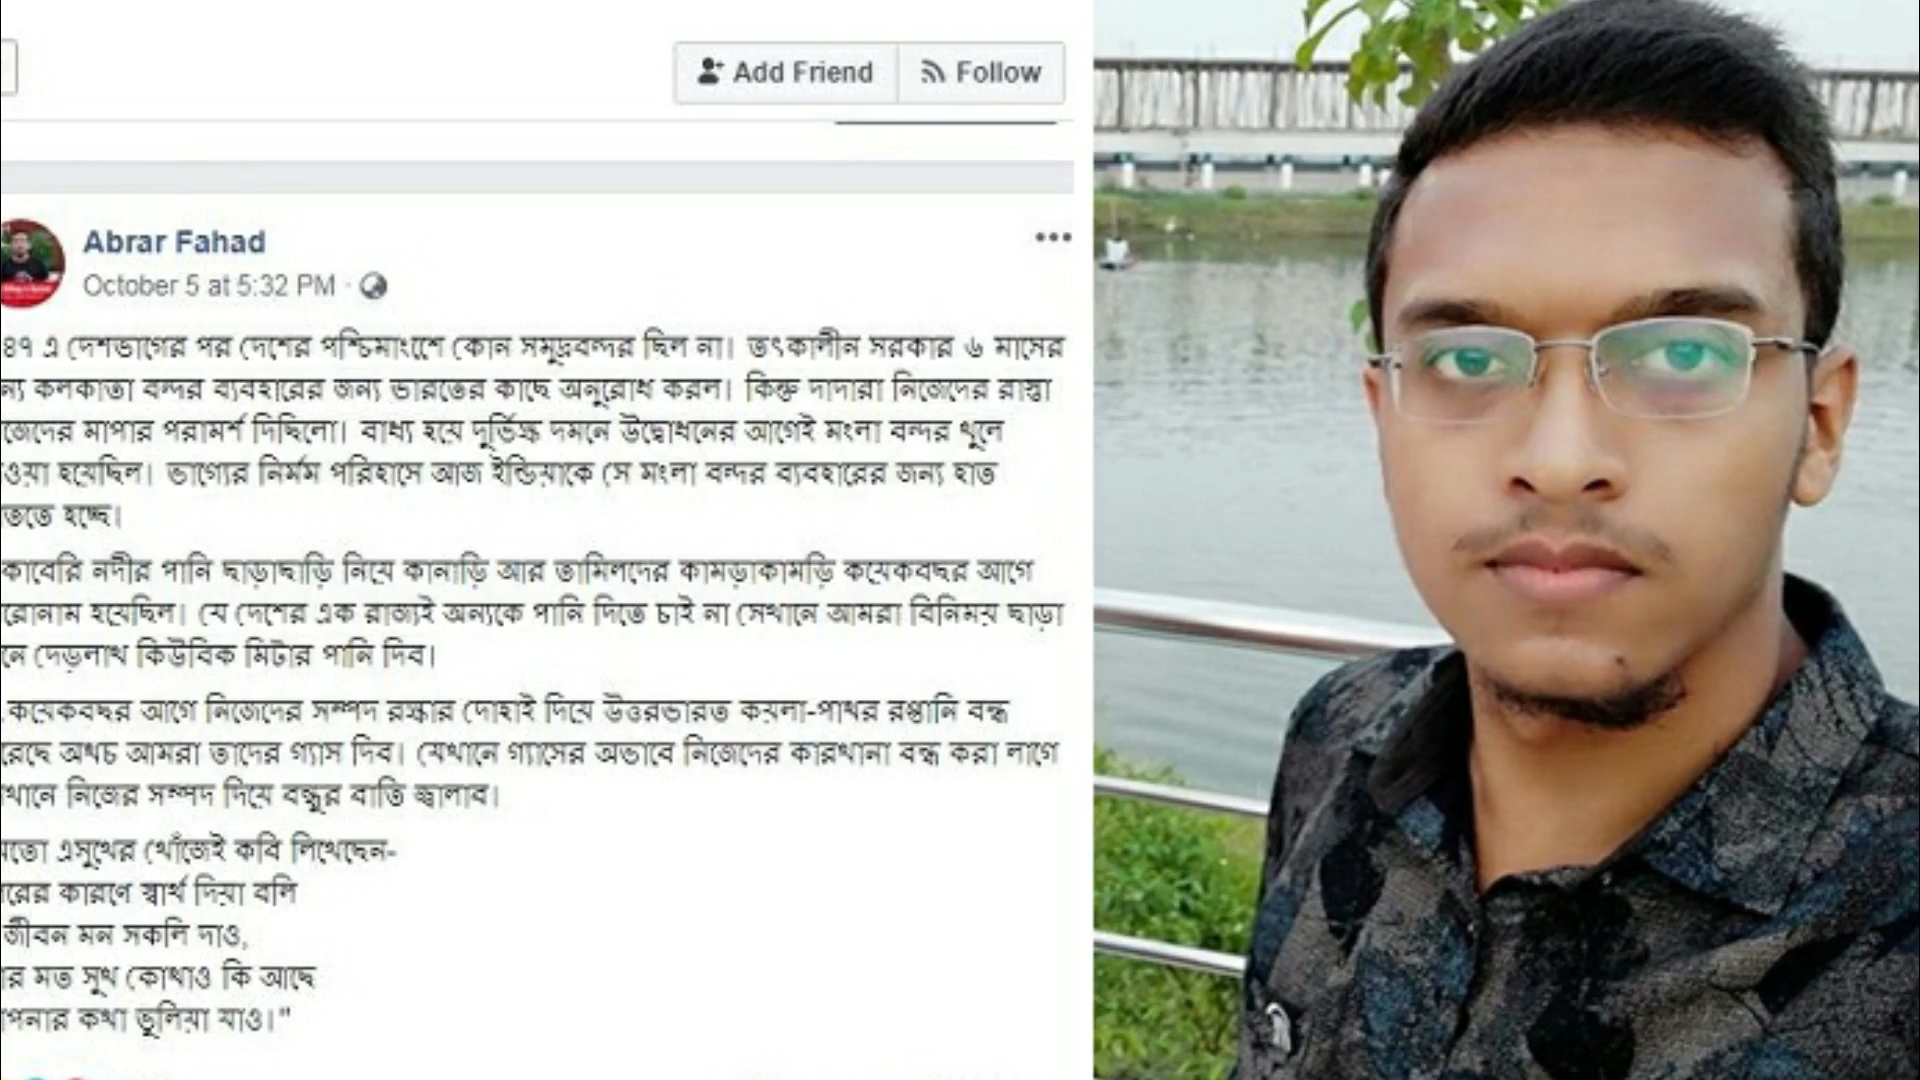 Add Friend
Follow
Abrar Fahad
October 5 at 5:32 PM ·
৪৭ এ দেশভাগের পর দেশের পশ্চিমাংশে কোন সমুদ্রবন্দর ছিল না। তৎকালীন সরকার ৬ মাসের
ন্য কলকাতা বন্দর ব্যবহারের জন্য ভারতের কাছে অনুরোধ করল। কিন্তু দাদারা নিজেদের রাস্তা
জেদের মাপার পরামর্শ দিছিলো। বাধ্য হয়ে দুর্ভিক্ষ দমনে উদ্বোধনের আগেই মংলা বন্দর খুলে
ওয়া হয়েছিল। ভাগ্যের নির্মম পরিহাসে আজ ইন্ডিয়াকে সে মংলা বন্দর ব্যবহারের জন্য হাত
ততে হচ্ছে।
কাবেরি নদীর পানি ছাড়াছাড়ি নিয়ে কানাড়ি আর তামিলদের কামড়াকামড়ি কয়েকবছর আগে
রোনাম হয়েছিল। যে দেশের এক রাজ্যই অন্যকে পানি দিতে চাই না সেখানে আমরা বিনিময় ছাড়া
নে দেড়লাখ কিউবিক মিটার পানি দিব।
কয়েকবছর আগে নিজেদের সম্পদ রক্ষার দোহাই দিয়ে উত্তরভারত কয়লা-পাথর রপ্তানি বন্ধ
রেছে অথচ আমরা তাদের গ্যাস দিব। যেখানে গ্যাসের অভাবে নিজেদের কারখানা বন্ধ করা লাগে
খানে নিজের সম্পদ দিয়ে বন্ধুর বাতি জ্বালাব।
য়তো এসুখের খোঁজেই কবি লিখেছেন-
রের কারণে স্বার্থ দিয়া বলি
জীবন মন সকলি দাও,
র মত সুখ কোথাও কি আছে
পনার কথা ভুলিয়া যাও।"